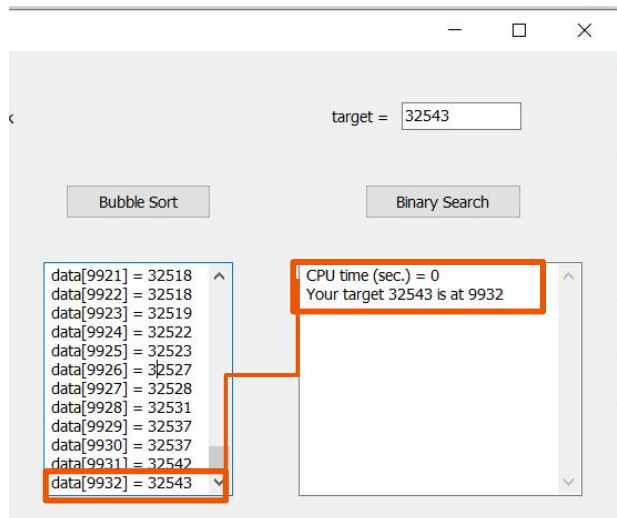 target = 32543
Bubble Sort
Binary Search
data[9921] = 32518
data[9922] = 32518
data[9923] = 32519
data[9924] = 32522
data[9925] = 32523
data[9926] = 32527
data[9927] = 32528
data[9928] = 32531
data[9929] = 32537
data[9930] = 32537
data[9931] = 32542
data[9932] = 32543
CPU time (sec.) = 0
Your target 32543 is at 9932